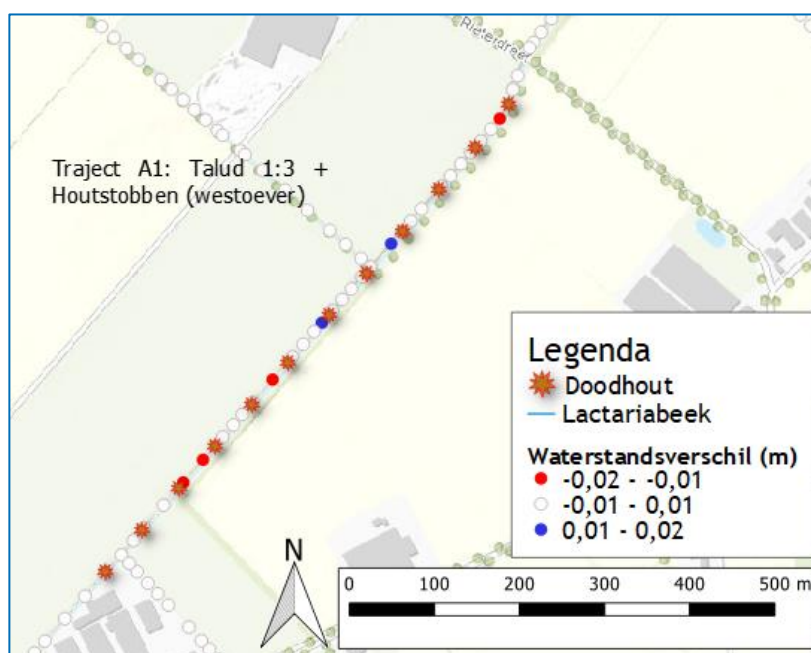 Rieterdreef
Traject A1: Talud 1:3 +
Houtstobben (westoever)
Legenda
Doodhout
Lactariabeek
Waterstandsverschil (m)
-0,02 - -0,01
-0,01 - 0,01
0,01 - 0,02
N
0 100 200 300 400 500 m